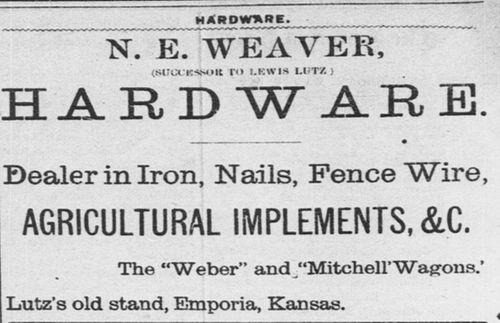 HARDWARE.
N. E. WEAVER,
(SUCCESSOR TO LEWIS LUTZ)
HARDWARE.
Dealer in Iron, Nails, Fence Wire,
AGRICULTURAL IMPLEMENTS, &C.
The "Weber" and "Mitchell' Wagons.'
Lutz's old stand, Emporia, Kansas.